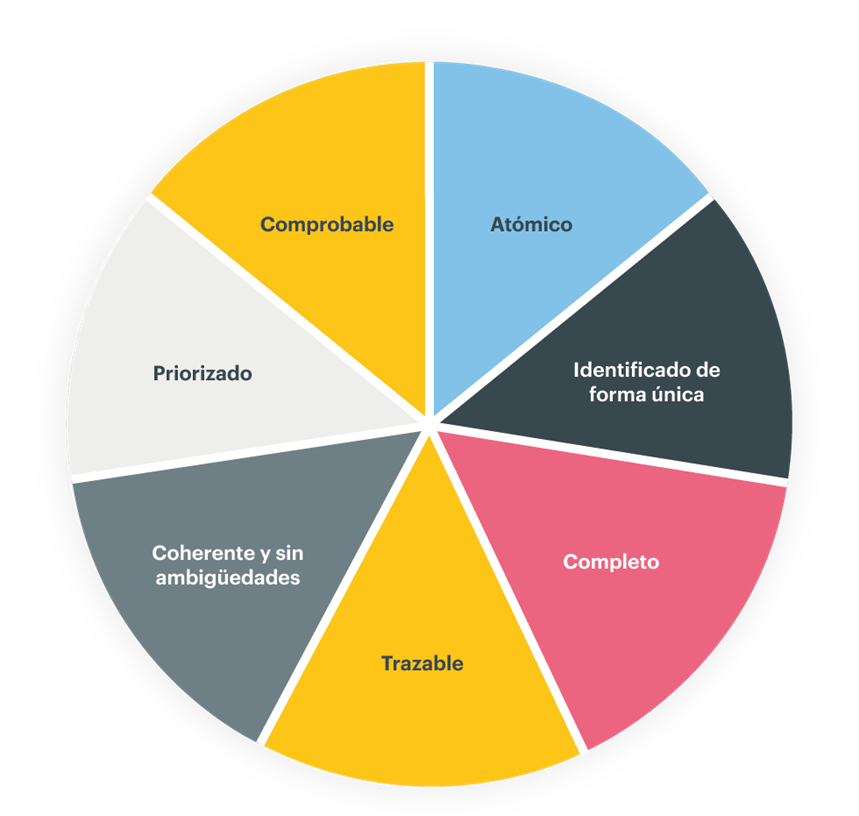 Comprobable
Atómico
Priorizado
Identificado de
forma única
Coherente y sin
ambigüedades
Completo
Trazable